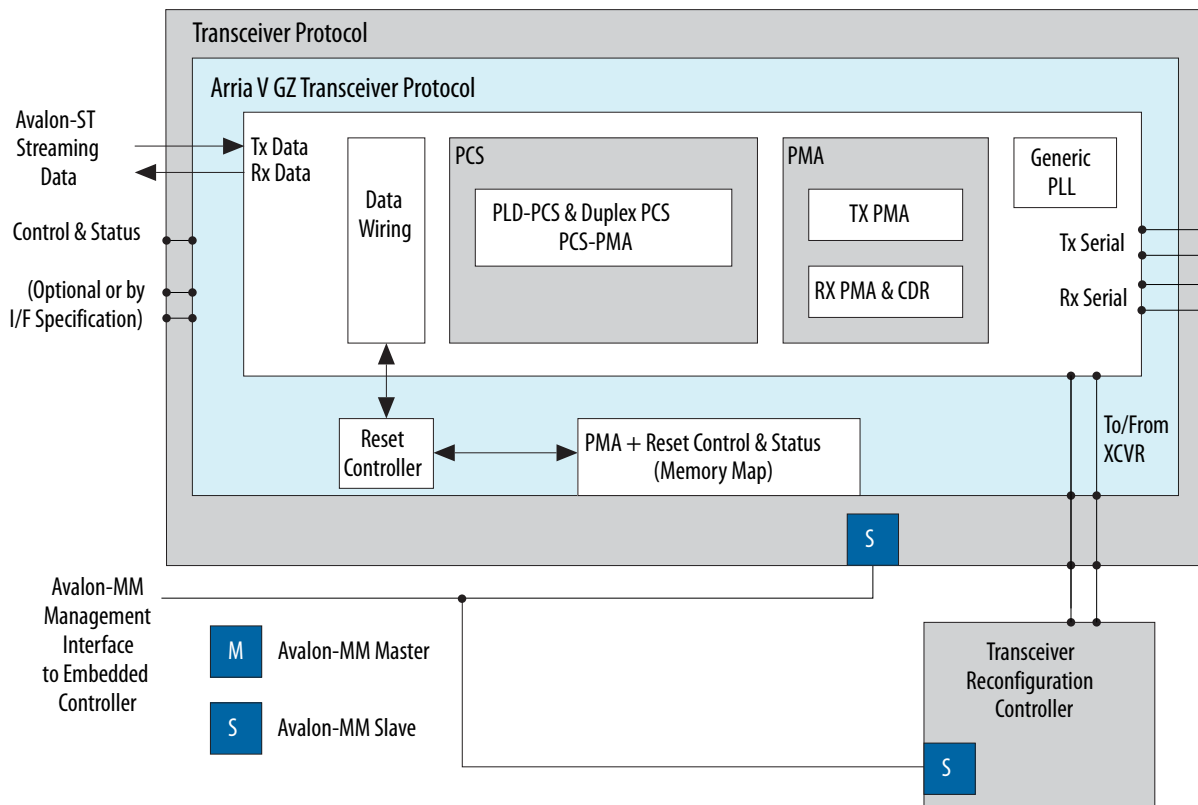 Transceiver Protocol
Arria V GZ Transceiver Protocol
Avalon-ST
Streaming
Data
Tx Data
Rx Data
Control & Status
(Optional or by
I/F Specification)
Data
Wiring
PCS
PLD-PCS & Duplex PCS
PCS-PMA
PMA
TX PMA
RX PMA & CDR
Generic
PLL
Tx Serial
Rx Serial
Reset
Controller
PMA + Reset Control & Status
(Memory Map)
To/From
XCVR
S
Avalon-MM
Management
Interface
to Embedded
Controller
M
Avalon-MM Master
S
Avalon-MM Slave
Transceiver
Reconfiguration
Controller
S